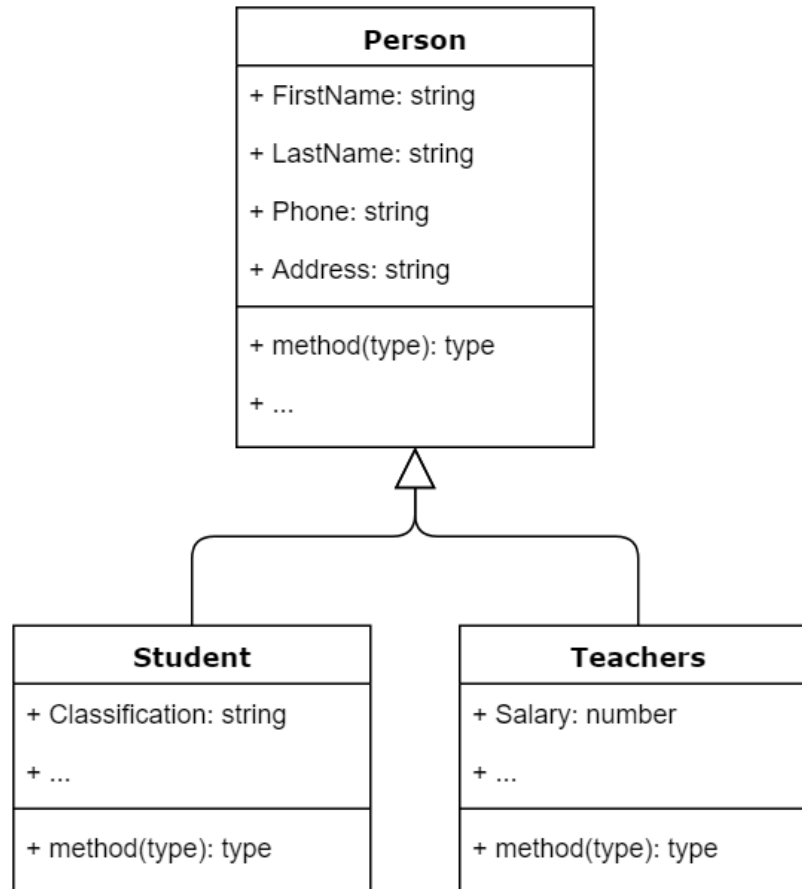 Person
+ FirstName: string
+ LastName: string
+ Phone: string
+ Address: string
+ method(type): type
+ ...
Student
+ Classification: string
+ ...
+ method(type): type
Teachers
+ Salary: number
+ ...
+ method(type): type